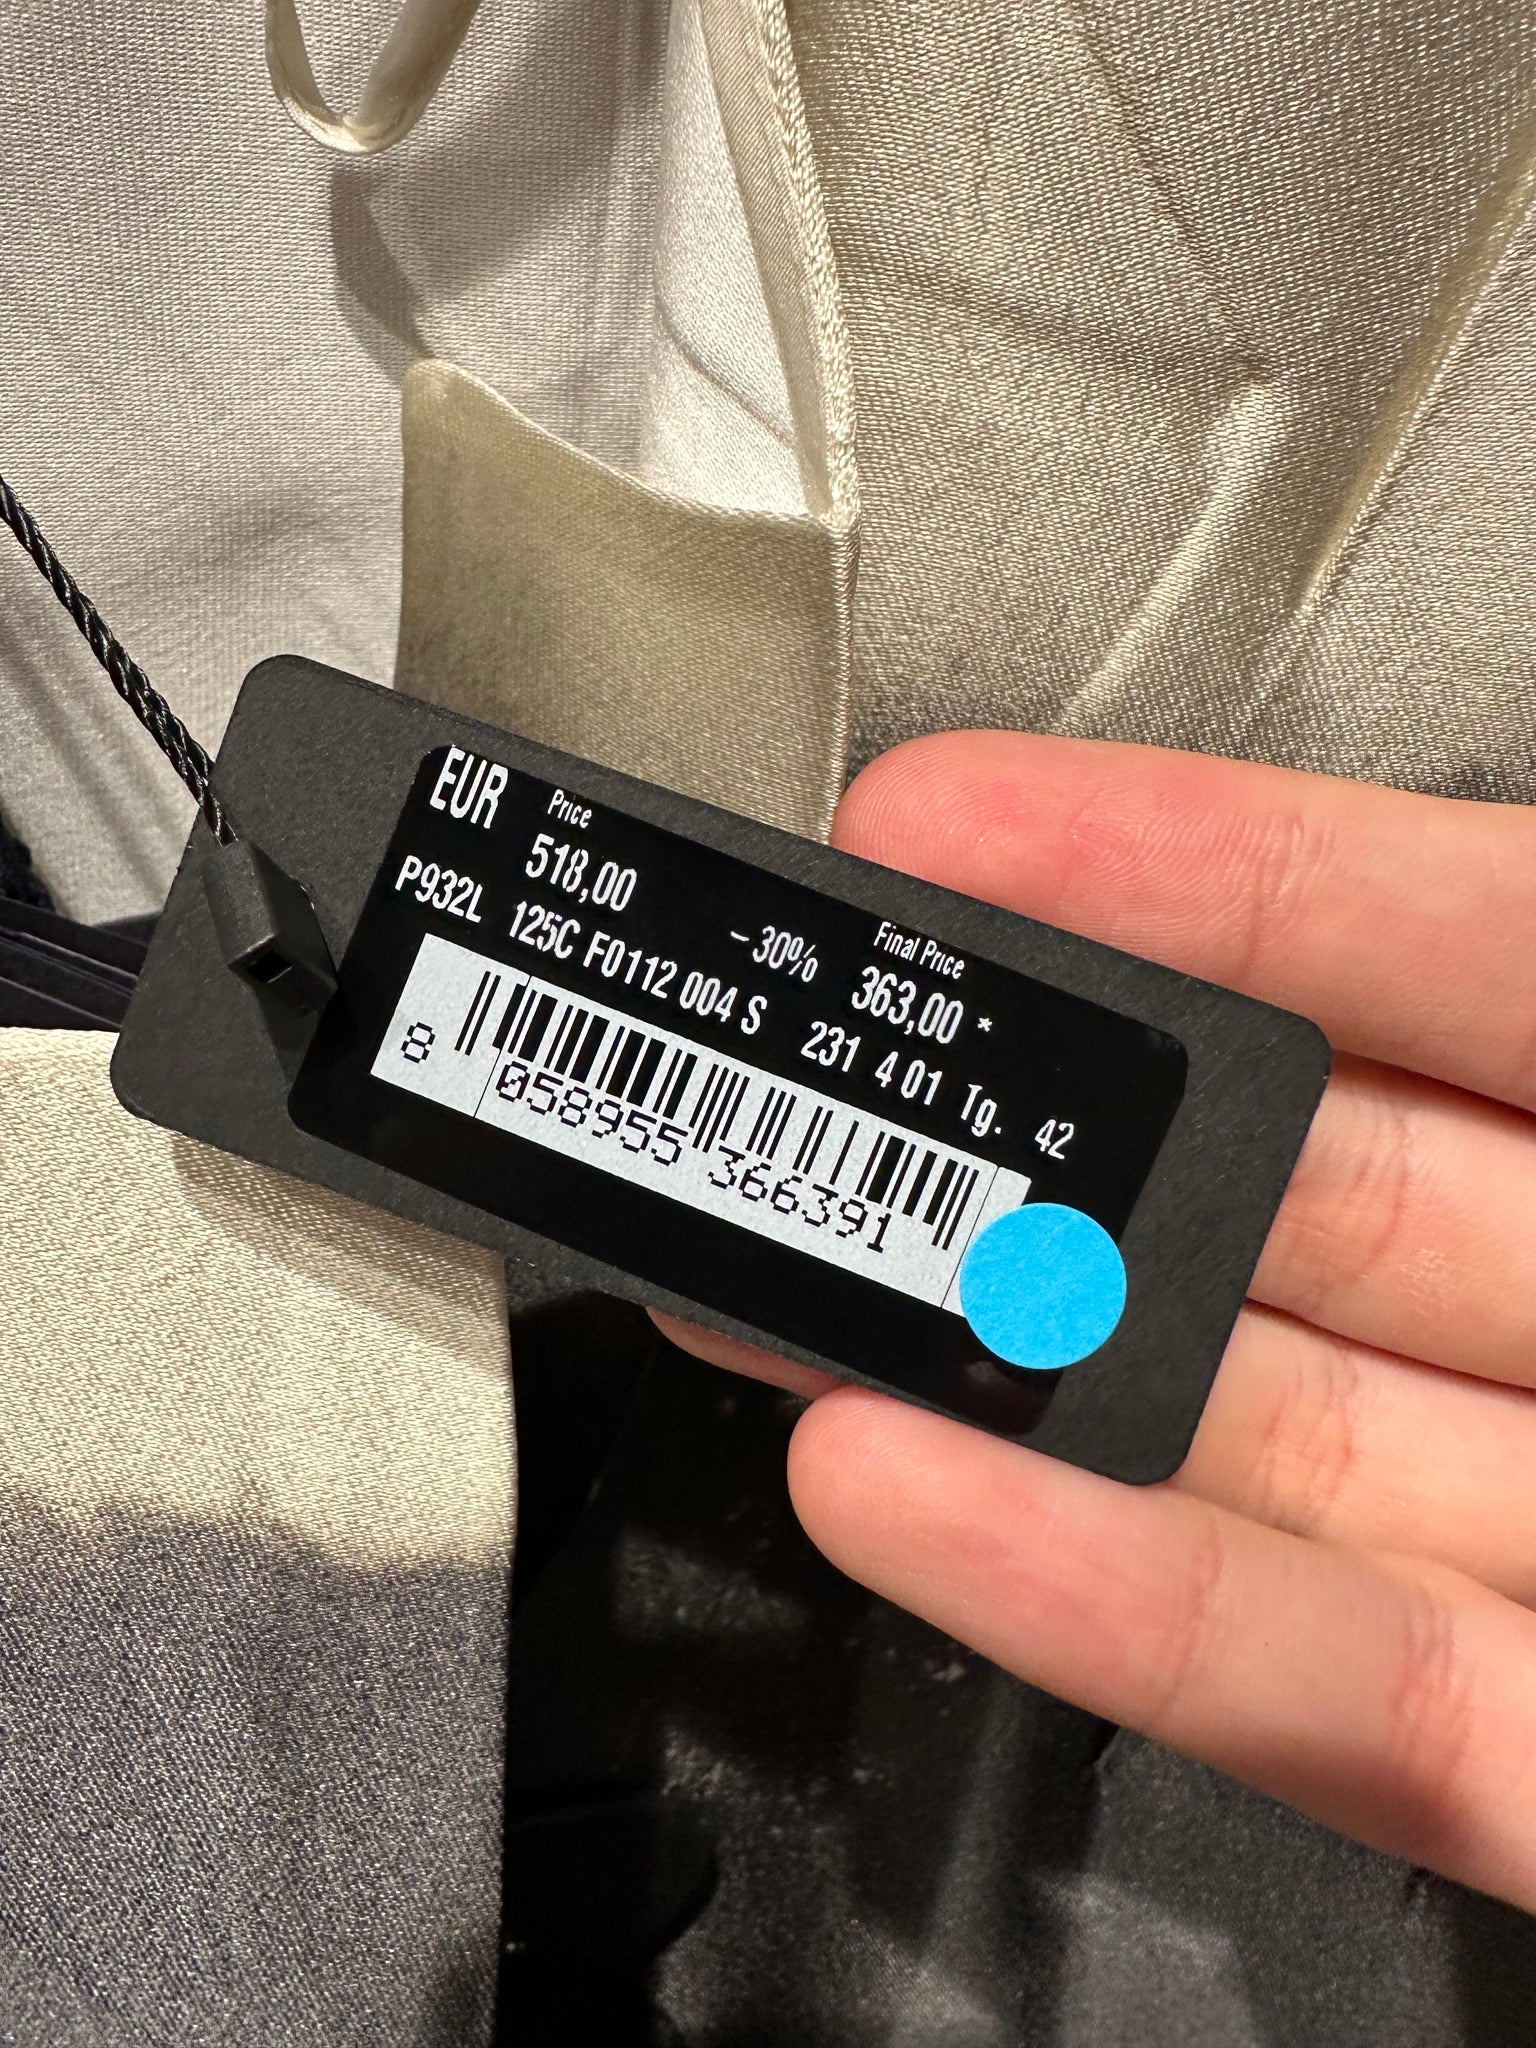 EUR Price
518,00 -30% Final Price 363,00 *
P932L 125C F0112 004 S 231 4 01 Tg. 42
8 058955 366391